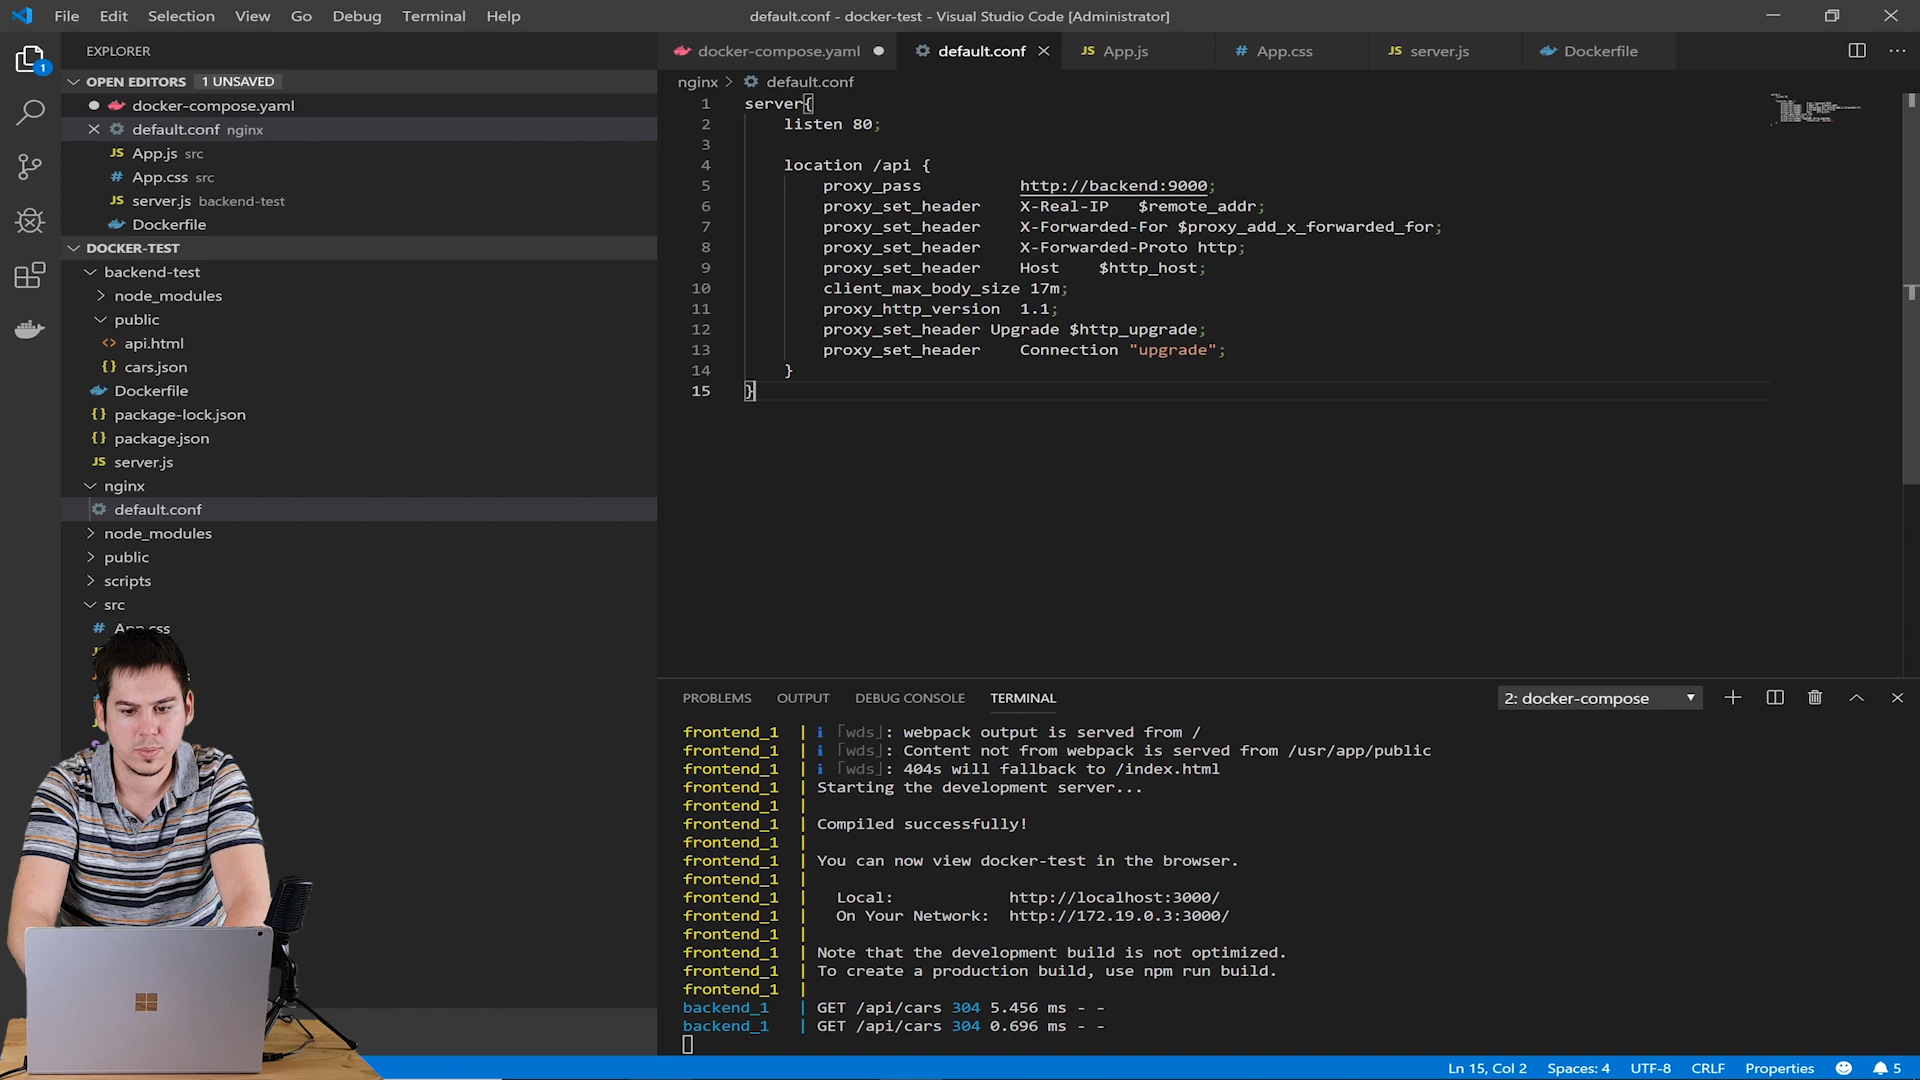 File Edit Selection View Go Debug Terminal Help
default.conf - docker-test - Visual Studio Code [Administrator]
EXPLORER
OPEN EDITORS 1 UNSAVED
docker-compose.yaml
default.conf nginx
App.js src
App.css src
server.js backend-test
Dockerfile
DOCKER-TEST
backend-test
node_modules
public
api.html
cars.json
Dockerfile
package-lock.json
package.json
server.js
nginx
default.conf
node_modules
public
scripts
src
App.css
docker-compose.yaml default.conf App.js App.css server.js Dockerfile
nginx > default.conf
1 server{
2 listen 80;
3
4 location /api {
5 proxy_pass http://backend:9000;
6 proxy_set_header X-Real-IP $remote_addr;
7 proxy_set_header X-Forwarded-For $proxy_add_x_forwarded_for;
8 proxy_set_header X-Forwarded-Proto http;
9 proxy_set_header Host $http_host;
10 client_max_body_size 17m;
11 proxy_http_version 1.1;
12 proxy_set_header Upgrade $http_upgrade;
13 proxy_set_header Connection "upgrade";
14 }
15 }
PROBLEMS OUTPUT DEBUG CONSOLE TERMINAL
2: docker-compose
frontend_1 | ℹ ｢wds｣: webpack output is served from /
frontend_1 | ℹ ｢wds｣: Content not from webpack is served from /usr/app/public
frontend_1 | ℹ ｢wds｣: 404s will fallback to /index.html
frontend_1 | Starting the development server...
frontend_1 |
frontend_1 | Compiled successfully!
frontend_1 |
frontend_1 | You can now view docker-test in the browser.
frontend_1 |
frontend_1 | Local: http://localhost:3000/
frontend_1 | On Your Network: http://172.19.0.3:3000/
frontend_1 |
frontend_1 | Note that the development build is not optimized.
frontend_1 | To create a production build, use npm run build.
frontend_1 |
backend_1 | GET /api/cars 304 5.456 ms - -
backend_1 | GET /api/cars 304 0.696 ms - -
Ln 15, Col 2 Spaces: 4 UTF-8 CRLF Properties 5